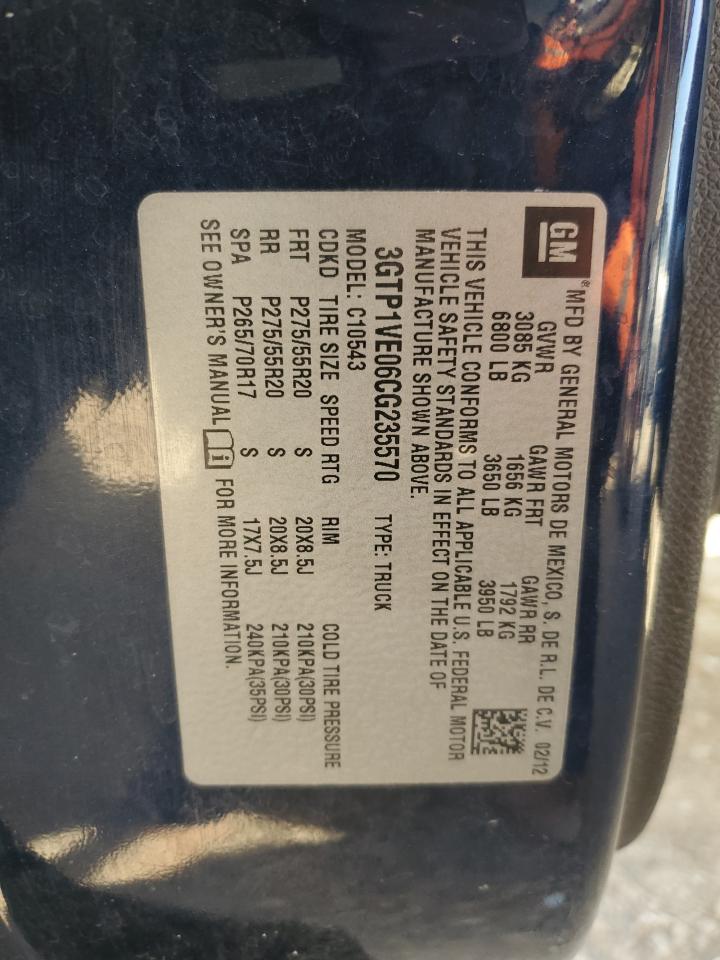 GM
®MFD BY GENERAL MOTORS DE MEXICO, S. DE R.L. DE C.V. 02/12
GVWR GAWR FRT GAWR RR
3085 KG 1656 KG 1792 KG
6800 LB 3650 LB 3950 LB
THIS VEHICLE CONFORMS TO ALL APPLICABLE U.S. FEDERAL MOTOR
VEHICLE SAFETY STANDARDS IN EFFECT ON THE DATE OF
MANUFACTURE SHOWN ABOVE.
3GTP1VE06CG235570 TYPE: TRUCK
MODEL: C10543
CDKD TIRE SIZE SPEED RTG RIM COLD TIRE PRESSURE
FRT P275/55R20 S 20X8.5J 210KPA(30PSI)
RR P275/55R20 S 20X8.5J 210KPA(30PSI)
SPA P265/70R17 S 17X7.5J 240KPA(35PSI)
SEE OWNER'S MANUAL i FOR MORE INFORMATION.